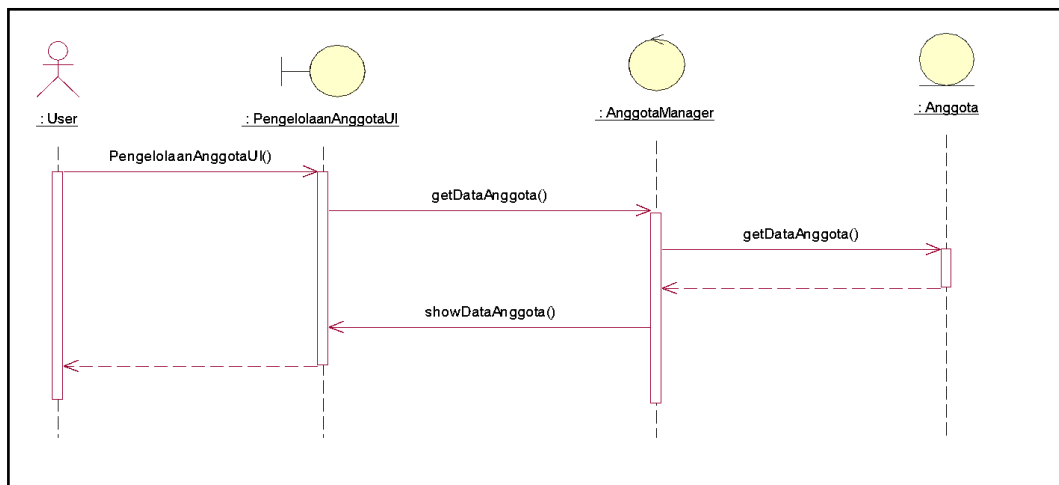 : User
: PengelolaanAnggotaUI
: AnggotaManager
: Anggota
PengelolaanAnggotaUI()
getDataAnggota()
getDataAnggota()
showDataAnggota()